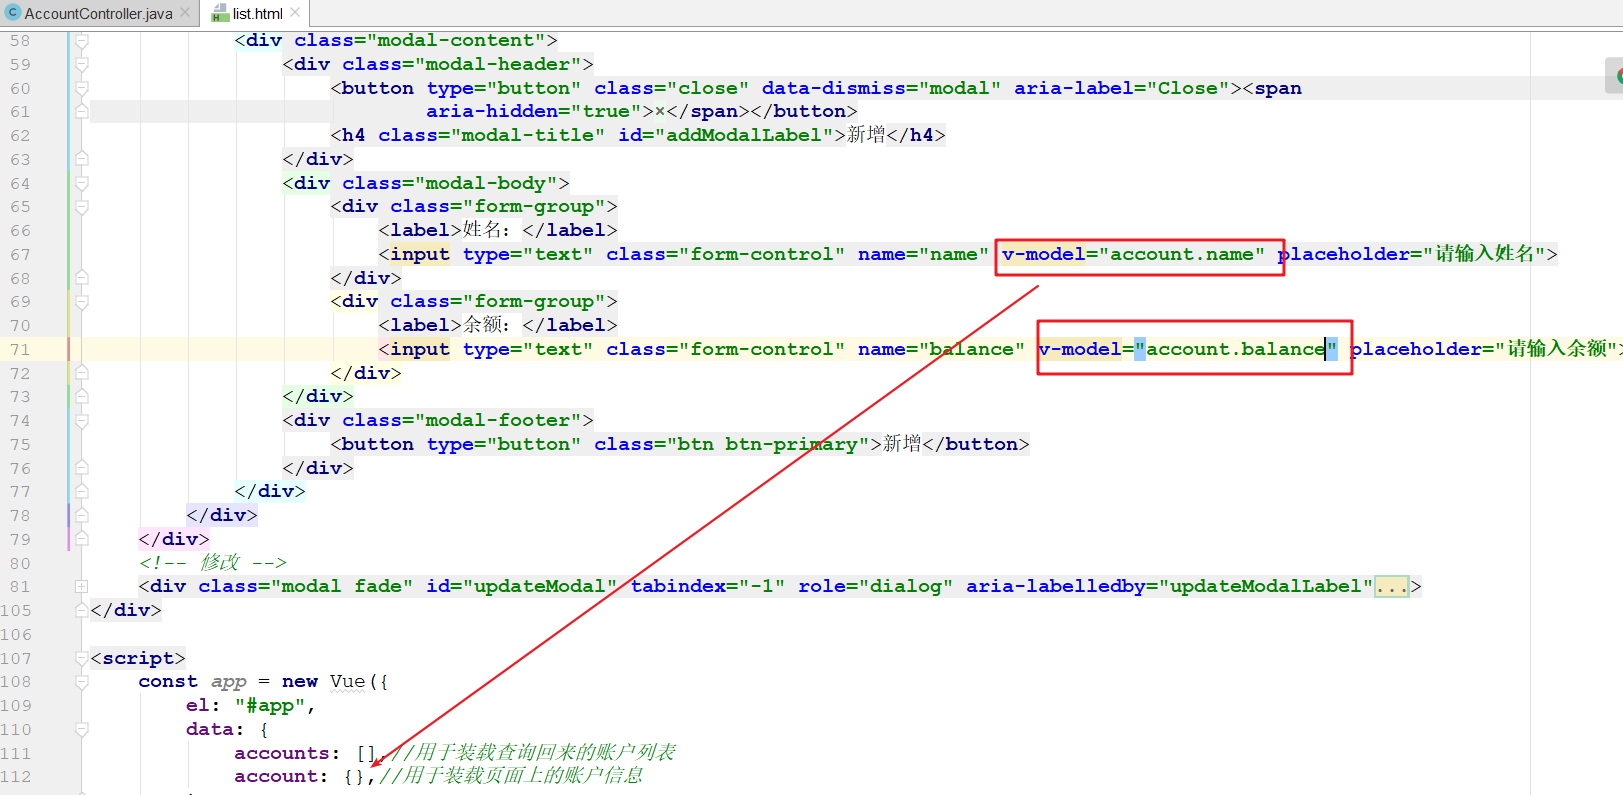 AccountController.java list.html
58 <div class="modal-content">
59 <div class="modal-header">
60 <button type="button" class="close" data-dismiss="modal" aria-label="Close"><span
61 aria-hidden="true">×</span></button>
62 <h4 class="modal-title" id="addModalLabel">新增</h4>
63 </div>
64 <div class="modal-body">
65 <div class="form-group">
66 <label>姓名：</label>
67 <input type="text" class="form-control" name="name" v-model="account.name" placeholder="请输入姓名">
68 </div>
69 <div class="form-group">
70 <label>余额：</label>
71 <input type="text" class="form-control" name="balance" v-model="account.balance" placeholder="请输入余额">
72 </div>
73 </div>
74 <div class="modal-footer">
75 <button type="button" class="btn btn-primary">新增</button>
76 </div>
77 </div>
78 </div>
79 </div>
80 <!-- 修改 -->
81 <div class="modal fade" id="updateModal" tabindex="-1" role="dialog" aria-labelledby="updateModalLabel"...>
105 </div>
106
107 <script>
108 const app = new Vue({
109 el: "#app",
110 data: {
111 accounts: [],//用于装载查询回来的账户列表
112 account: {},//用于装载页面上的账户信息